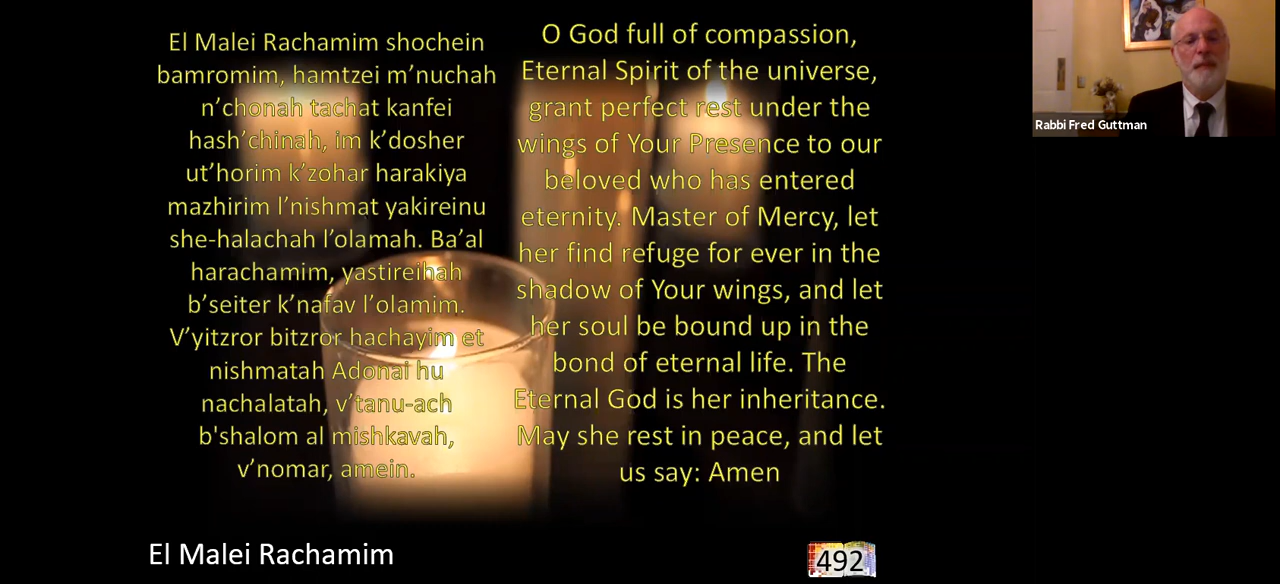 El Malei Rachamim shochein
bamromim, hamtzei m’nuchah
n’chonah tachat kanfei
hash’chinah, im k’dosher
ut’horim k’zohar harakiya
mazhirim l’nishmat yakireinu
she-halachah l’olamah. Ba’al
harachamim, yastireihah
b’seiter k’nafav l’olamim.
V’yitzror bitzror hachayim et
nishmatah Adonai hu
nachalatah, v’tanu-ach
b'shalom al mishkavah,
v’nomar, amein.
O God full of compassion,
Eternal Spirit of the universe,
grant perfect rest under the
wings of Your Presence to our
beloved who has entered
eternity. Master of Mercy, let
her find refuge for ever in the
shadow of Your wings, and let
her soul be bound up in the
bond of eternal life. The
Eternal God is her inheritance.
May she rest in peace, and let
us say: Amen
El Malei Rachamim
492
Rabbi Fred Guttman